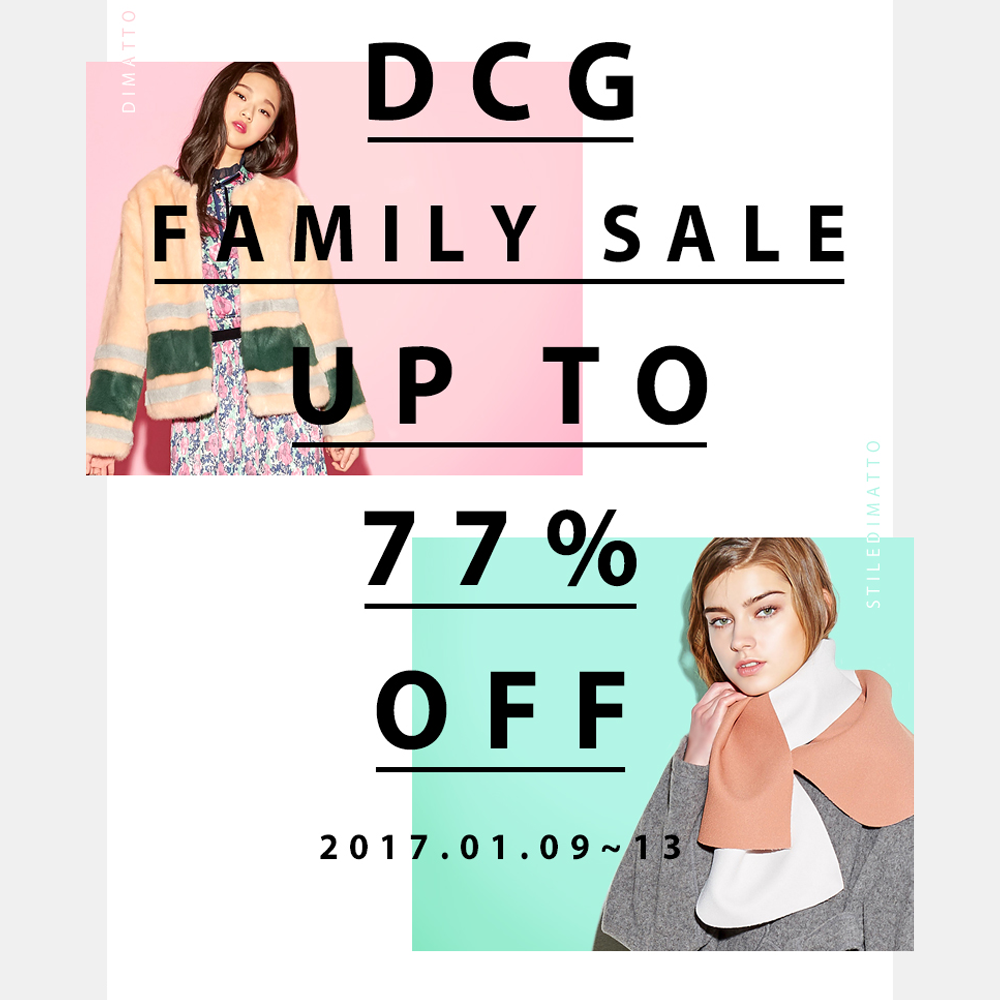 DIMATTO
DCG
FAMILY SALE
UP TO
77%
OFF
STILEDIMATTO
2017.01.09~13